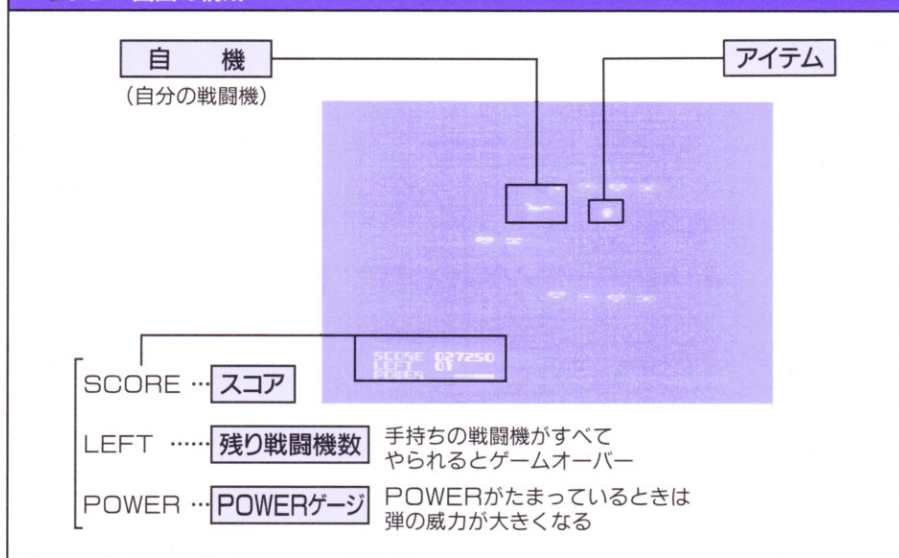 自 機
(自分の戦闘機)
アイテム
SCORE 027250
LEFT 01
POWER
SCORE … スコア
LEFT …… 残り戦闘機数 手持ちの戦闘機がすべて
やられるとゲームオーバー
POWER … POWERゲージ POWERがたまっているときは
弾の威力が大きくなる